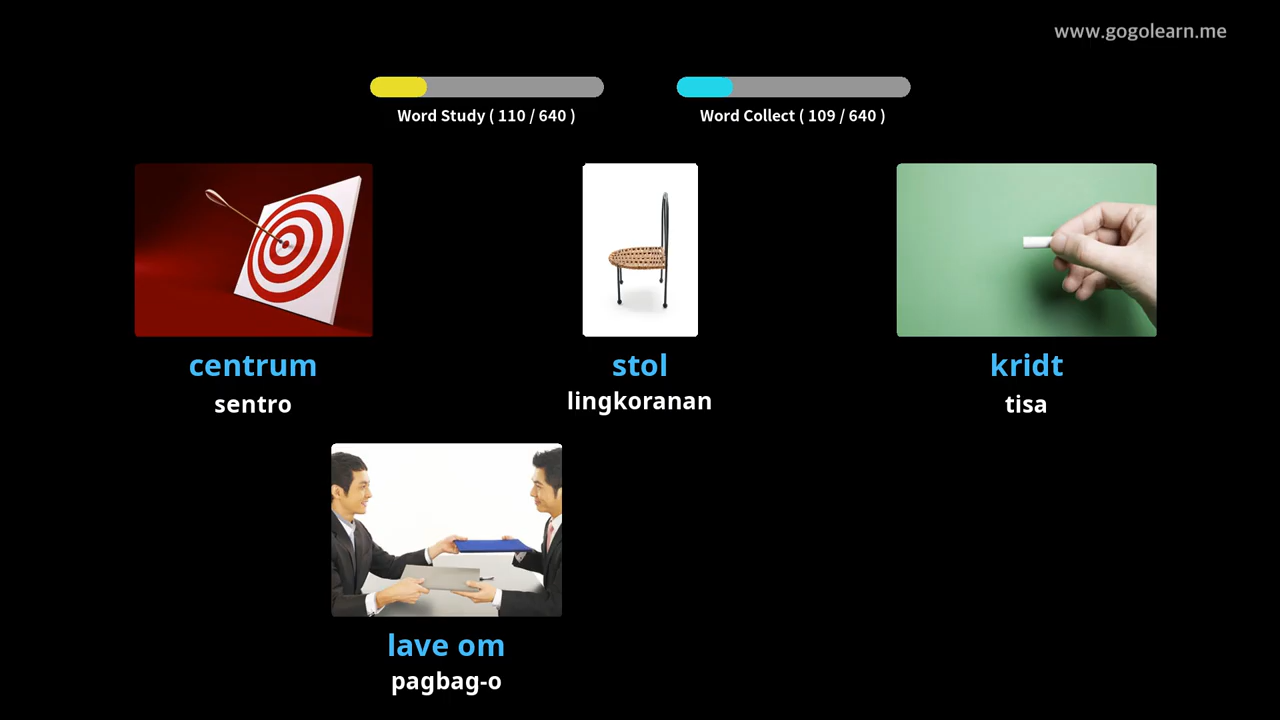 www.gogolearn.me
Word Study ( 110 / 640 )
Word Collect ( 109 / 640 )
centrum
sentro
stol
lingkoranan
kridt
tisa
lave om
pagbag-o